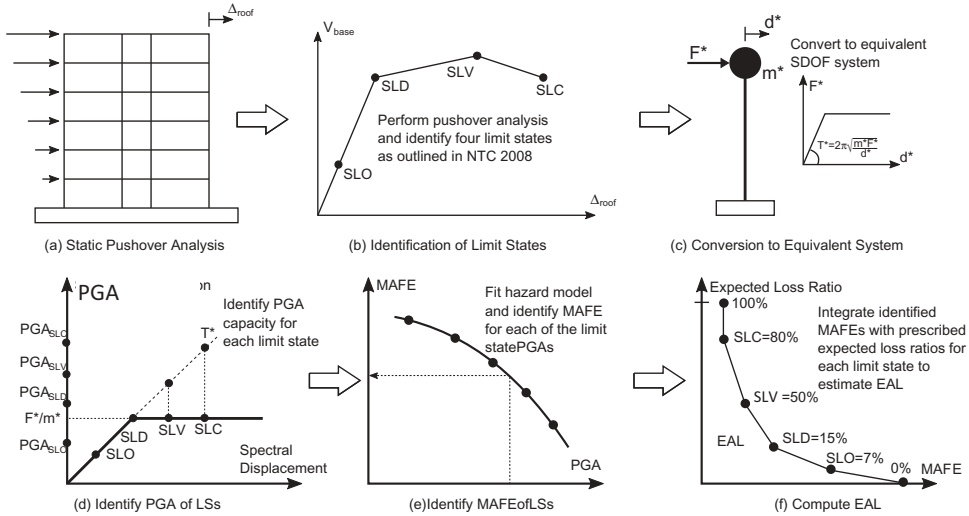 Δroof
(a) Static Pushover Analysis
Vbase
SLD
SLV
SLC
SLO
Perform pushover analysis
and identify four limit states
as outlined in NTC 2008
Δroof
(b) Identification of Limit States
d*
F*
m*
Convert to equivalent
SDOF system
F*
T*=2π√m*F*/d*
d*
(c) Conversion to Equivalent System
PGA
on
Identify PGA
capacity for
each limit state
T*
PGASLC
PGASLV
PGASLD
F*/m*
PGASLO
SLD
SLV
SLC
SLO
Spectral
Displacement
(d) Identify PGA of LSs
MAFE
Fit hazard model
and identify MAFE
for each of the limit
statePGAs
PGA
(e)Identify MAFEofLSs
Expected Loss Ratio
100%
SLC=80%
Integrate identified
MAFEs with prescribed
expected loss ratios for
each limit state to
estimate EAL
SLV =50%
EAL
SLD=15%
SLO=7%
0%
MAFE
(f) Compute EAL